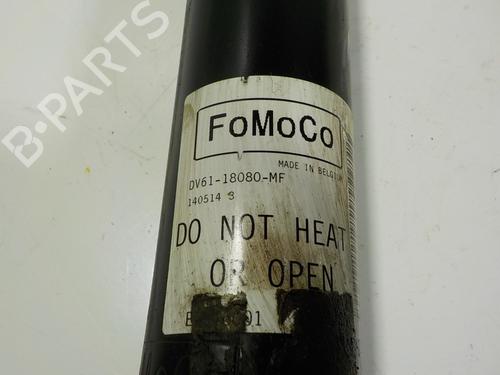 B-PARTS
FoMoCo
MADE IN BELGIUM
DV61-18080-MF
140514 3
DO NOT HEAT
OR OPEN